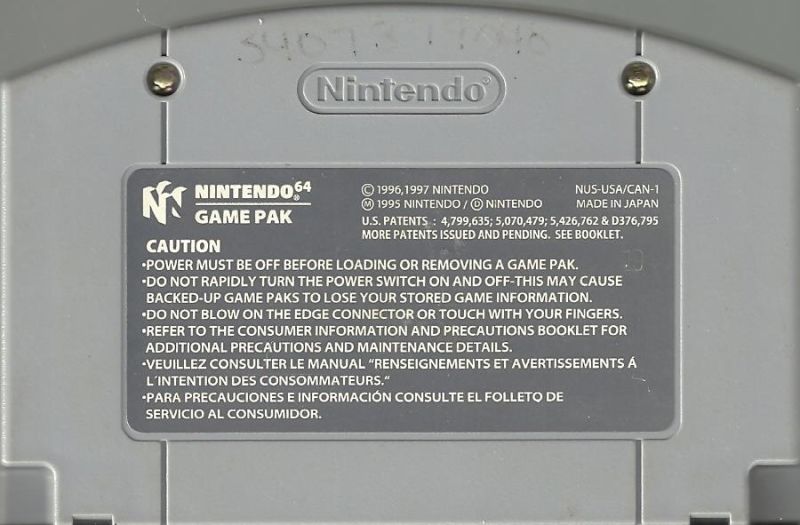 Nintendo®
NINTENDO⁶⁴®
GAME PAK
© 1996,1997 NINTENDO
Ⓜ 1995 NINTENDO / Ⓓ NINTENDO
NUS-USA/CAN-1
MADE IN JAPAN
U.S. PATENTS : 4,799,635; 5,070,479; 5,426,762 & D376,795
MORE PATENTS ISSUED AND PENDING. SEE BOOKLET.
CAUTION
•POWER MUST BE OFF BEFORE LOADING OR REMOVING A GAME PAK.
•DO NOT RAPIDLY TURN THE POWER SWITCH ON AND OFF-THIS MAY CAUSE
BACKED-UP GAME PAKS TO LOSE YOUR STORED GAME INFORMATION.
•DO NOT BLOW ON THE EDGE CONNECTOR OR TOUCH WITH YOUR FINGERS.
•REFER TO THE CONSUMER INFORMATION AND PRECAUTIONS BOOKLET FOR
ADDITIONAL PRECAUTIONS AND MAINTENANCE DETAILS.
•VEUILLEZ CONSULTER LE MANUAL "RENSEIGNEMENTS ET AVERTISSEMENTS Á
L'INTENTION DES CONSOMMATEURS."
•PARA PRECAUCIONES E INFORMACIÓN CONSULTE EL FOLLETO DE
SERVICIO AL CONSUMIDOR.